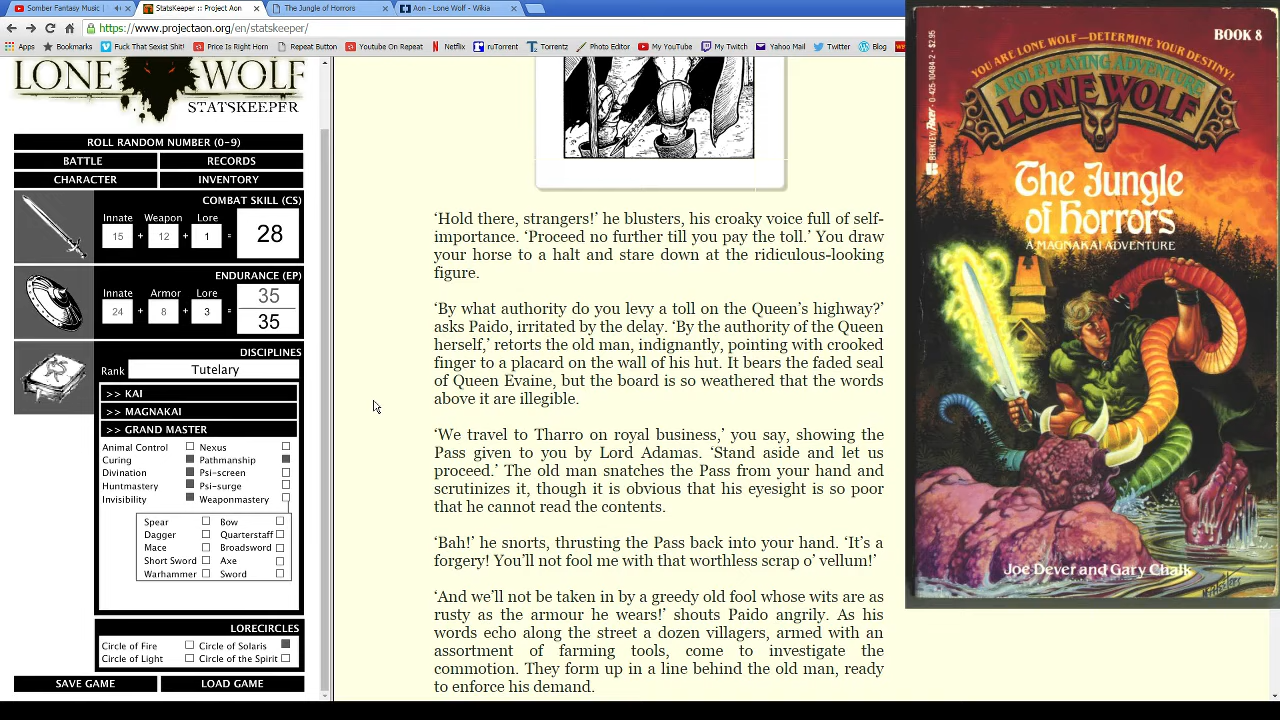 Somber Fantasy Music
StatsKeeper :: Project Aon
The Jungle of Horrors
Aon - Lone Wolf - Wikia
https://www.projectaon.org/en/statskeeper/
Apps
Bookmarks
Fuck That Sexist Shit!
Price Is Right Horn
Repeat Button
Youtube On Repeat
Netflix
ruTorrent
Torrentz
Photo Editor
My YouTube
My Twitch
Yahoo Mail
Twitter
Blog
LONE WOLF
STATSKEEPER
ROLL RANDOM NUMBER (0-9)
BATTLE RECORDS
CHARACTER INVENTORY
COMBAT SKILL (CS)
Innate Weapon Lore
15 + 12 + 1 = 28
ENDURANCE (EP)
35
Innate Armor Lore
24 + 8 + 3 = 35
DISCIPLINES
Rank Tutelary
>> KAI
>> MAGNAKAI
>> GRAND MASTER
Animal Control Nexus
Curing Pathmanship
Divination Psi-screen
Huntmastery Psi-surge
Invisibility Weaponmastery
Spear Bow
Dagger Quarterstaff
Mace Broadsword
Short Sword Axe
Warhammer Sword
LORECIRCLES
Circle of Fire Circle of Solaris
Circle of Light Circle of the Spirit
SAVE GAME LOAD GAME
‘Hold there, strangers!’ he blusters, his croaky voice full of self-
importance. ‘Proceed no further till you pay the toll.’ You draw
your horse to a halt and stare down at the ridiculous-looking
figure.
‘By what authority do you levy a toll on the Queen’s highway?’
asks Paido, irritated by the delay. ‘By the authority of the Queen
herself,’ retorts the old man, indignantly, pointing with crooked
finger to a placard on the wall of his hut. It bears the faded seal
of Queen Evaine, but the board is so weathered that the words
above it are illegible.
‘We travel to Tharro on royal business,’ you say, showing the
Pass given to you by Lord Adamas. ‘Stand aside and let us
proceed.’ The old man snatches the Pass from your hand and
scrutinizes it, though it is obvious that his eyesight is so poor
that he cannot read the contents.
‘Bah!’ he snorts, thrusting the Pass back into your hand. ‘It’s a
forgery! You’ll not fool me with that worthless scrap o’ vellum!’
‘And we’ll not be taken in by a greedy old fool whose wits are as
rusty as the armour he wears!’ shouts Paido angrily. As his
words echo along the street a dozen villagers, armed with an
assortment of farming tools, come to investigate the
commotion. They form up in a line behind the old man, ready
to enforce his demand.
BOOK 8
YOU ARE LONE WOLF—DETERMINE YOUR DESTINY!
A ROLE PLAYING ADVENTURE
LONE WOLF
The Jungle
of Horrors
A MAGNAKAI ADVENTURE
BERKLEY/Pacer
0-425-10484-2 • $2.95
Joe Dever and Gary Chalk